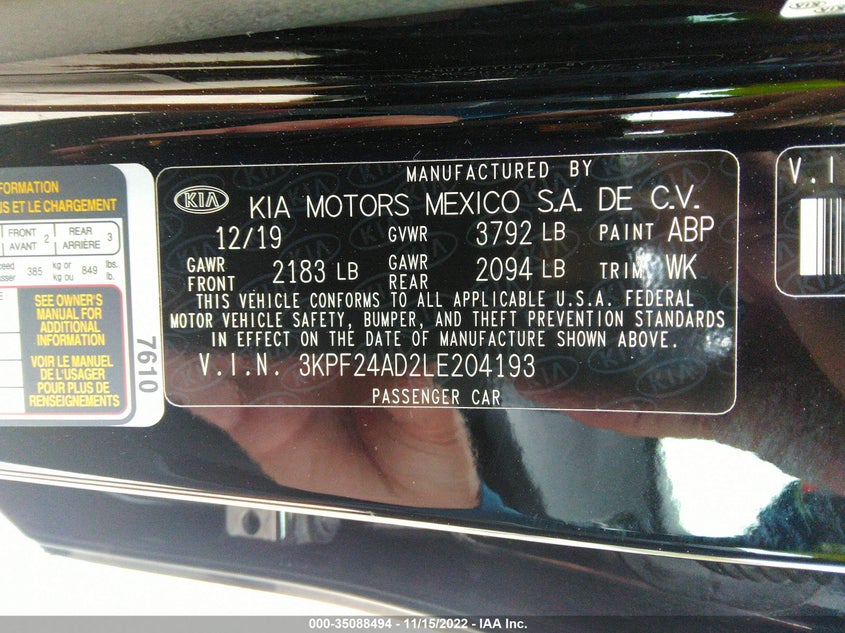 MANUFACTURED BY
KIA KIA MOTORS MEXICO S.A. DE C.V.
12/19 GVWR 3792 LB PAINT ABP
GAWR FRONT 2183 LB GAWR REAR 2094 LB TRIM WK
THIS VEHICLE CONFORMS TO ALL APPLICABLE U.S.A. FEDERAL
MOTOR VEHICLE SAFETY, BUMPER, AND THEFT PREVENTION STANDARDS
IN EFFECT ON THE DATE OF MANUFACTURE SHOWN ABOVE.
V.I.N. 3KPF24AD2LE204193
PASSENGER CAR
US ET LE CHARGEMENT
FRONT AVANT 2 REAR ARRIÈRE 3
385 kg or kg ou 849 lbs. lb.
SEE OWNER'S
MANUAL FOR
ADDITIONAL
INFORMATION
VOIR LE MANUEL
DE L'USAGER
POUR PLUS DE
RENSEIGNEMENTS
7610
V.I
000-35088494 - 11/15/2022 - IAA Inc.